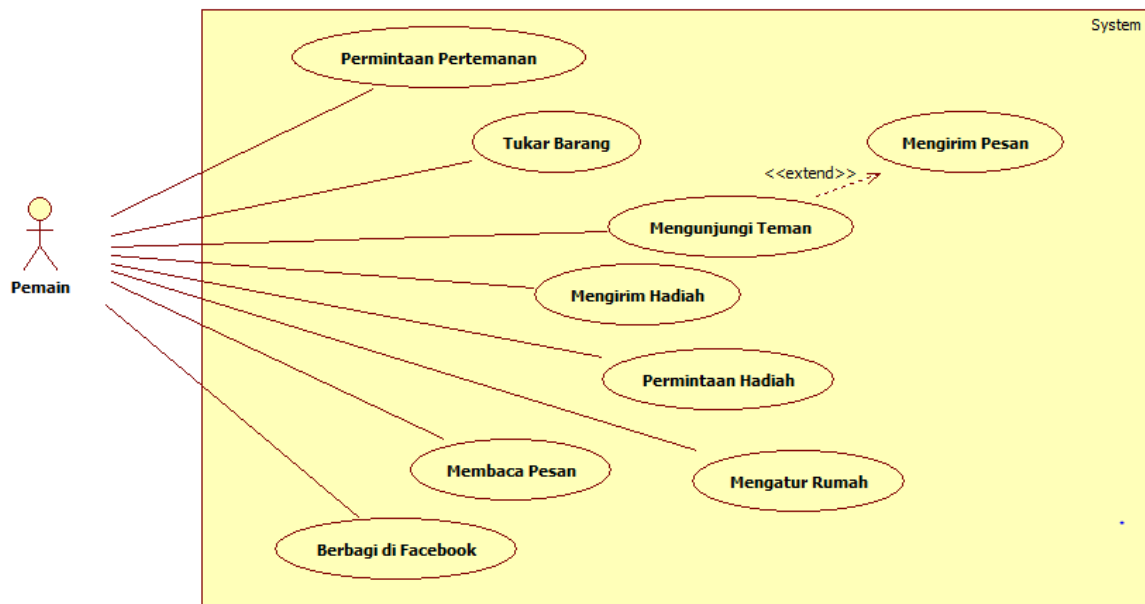 System
Permintaan Pertemanan
Tukar Barang
Mengirim Pesan
<<extend>>
Mengunjungi Teman
Pemain
Mengirim Hadiah
Permintaan Hadiah
Membaca Pesan
Mengatur Rumah
Berbagi di Facebook